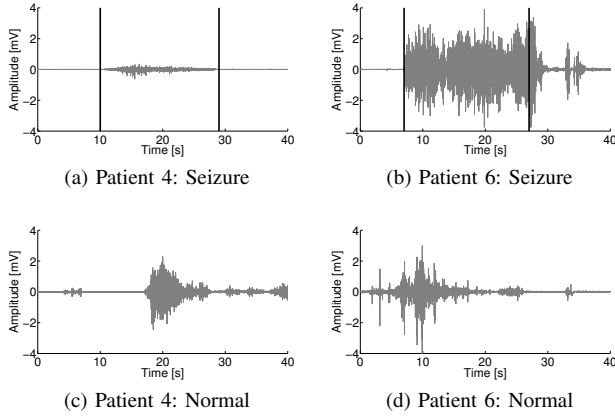 4
2
0
−2
−4
0 10 20 30 40
Time [s]
Amplitude [mV]
(a) Patient 4: Seizure
4
2
0
−2
−4
0 10 20 30 40
Time [s]
Amplitude [mV]
(b) Patient 6: Seizure
4
2
0
−2
−4
0 10 20 30 40
Time [s]
Amplitude [mV]
(c) Patient 4: Normal
4
2
0
−2
−4
0 10 20 30 40
Time [s]
Amplitude [mV]
(d) Patient 6: Normal